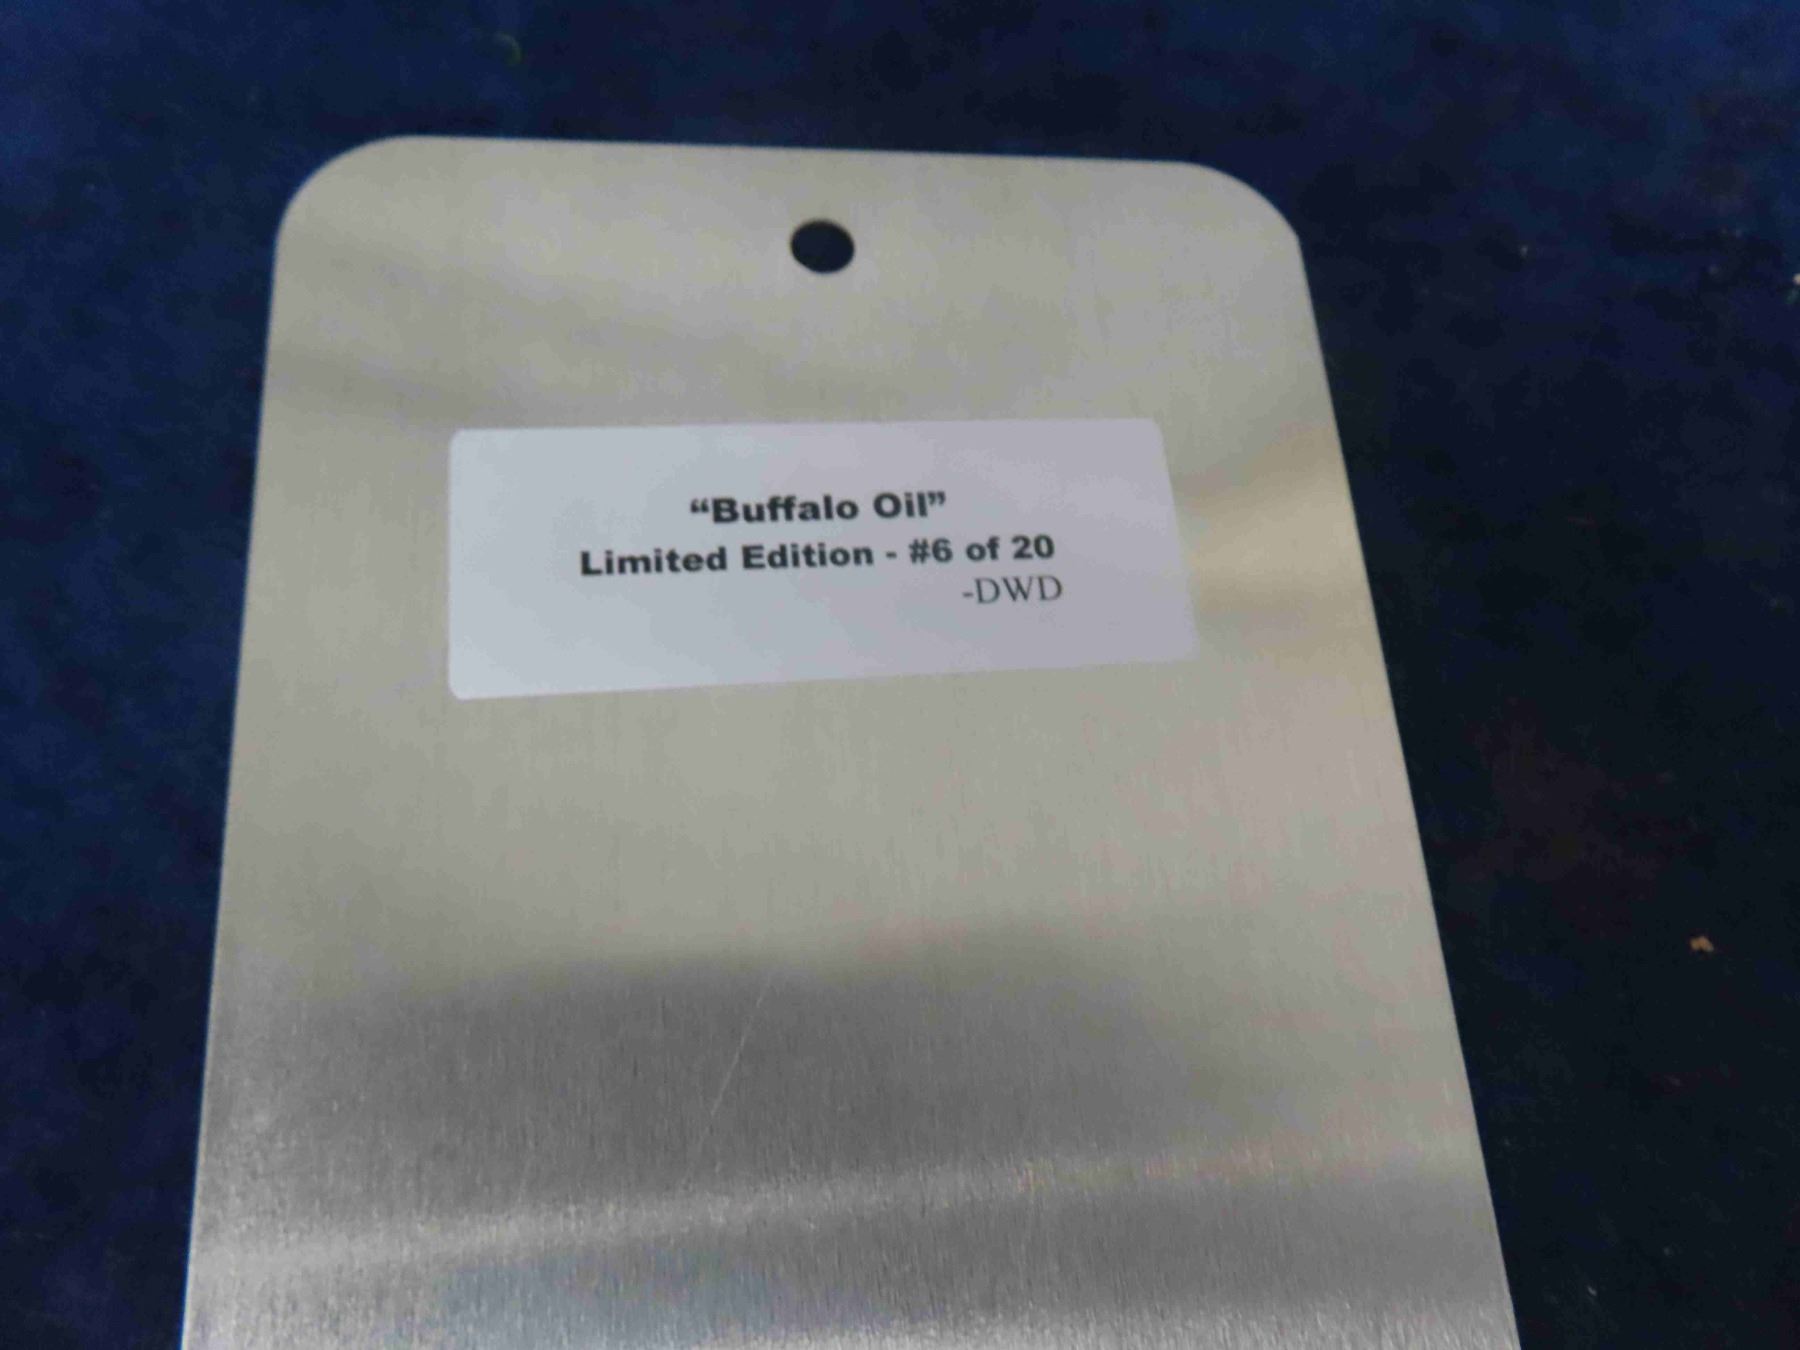 “Buffalo Oil”
Limited Edition - #6 of 20
-DWD